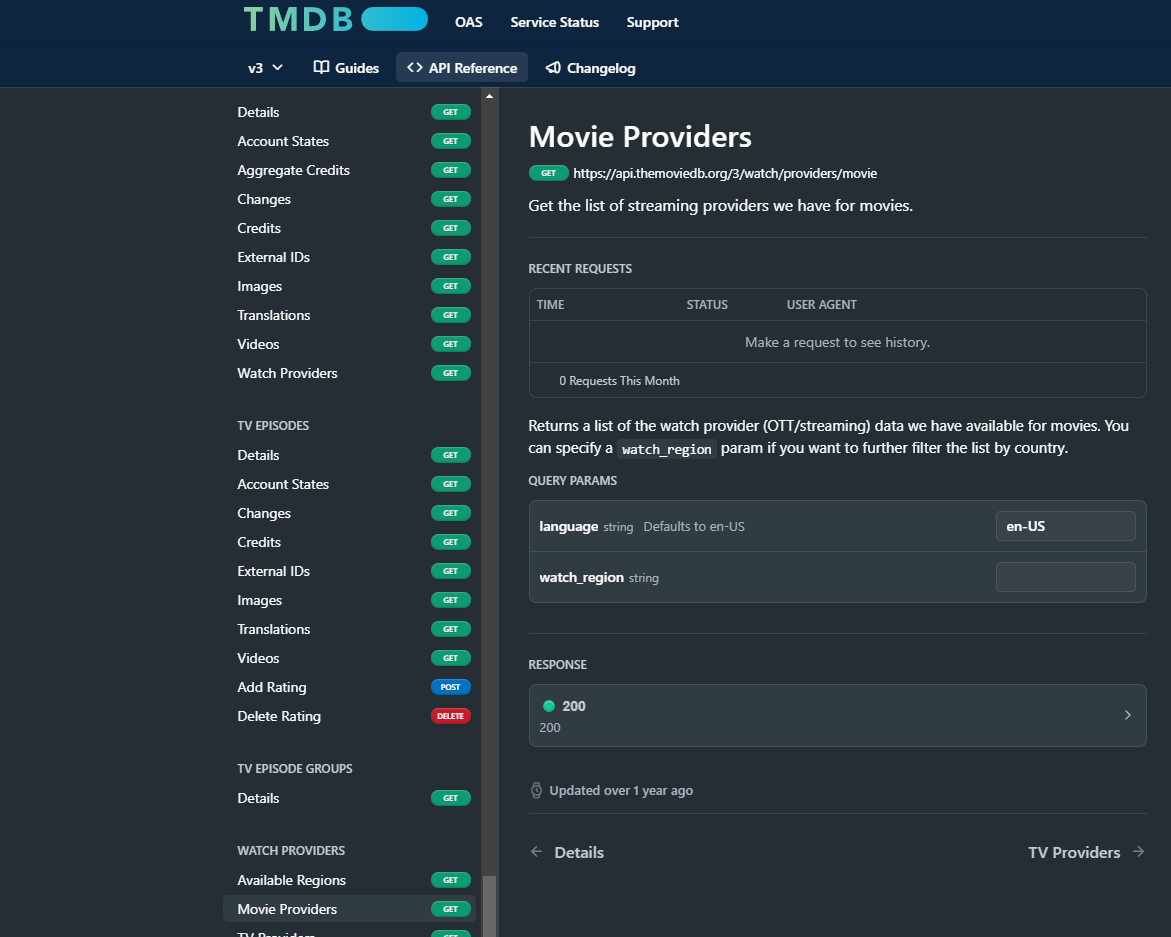 TMDB
OAS
Service Status
Support
v3
Guides
<> API Reference
Changelog
Details GET
Account States GET
Aggregate Credits GET
Changes GET
Credits GET
External IDs GET
Images GET
Translations GET
Videos GET
Watch Providers GET
TV EPISODES
Details GET
Account States GET
Changes GET
Credits GET
External IDs GET
Images GET
Translations GET
Videos GET
Add Rating POST
Delete Rating DELETE
TV EPISODE GROUPS
Details GET
WATCH PROVIDERS
Available Regions GET
Movie Providers GET
TV Providers GET
Movie Providers
GET https://api.themoviedb.org/3/watch/providers/movie
Get the list of streaming providers we have for movies.
RECENT REQUESTS
TIME STATUS USER AGENT
Make a request to see history.
0 Requests This Month
Returns a list of the watch provider (OTT/streaming) data we have available for movies. You
can specify a watch_region param if you want to further filter the list by country.
QUERY PARAMS
language string Defaults to en-US en-US
watch_region string
RESPONSE
200
200
Updated over 1 year ago
← Details
TV Providers →